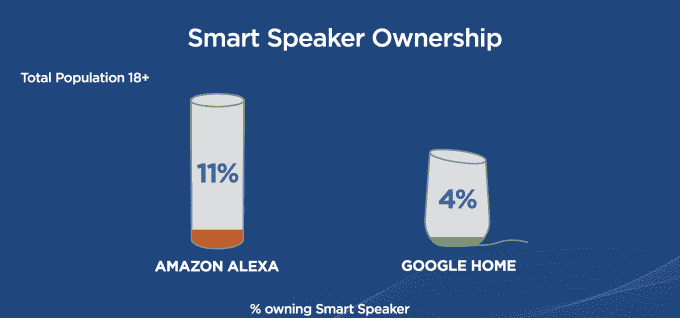 Smart Speaker Ownership
Total Population 18+
11%
4%
AMAZON ALEXA
GOOGLE HOME
% owning Smart Speaker